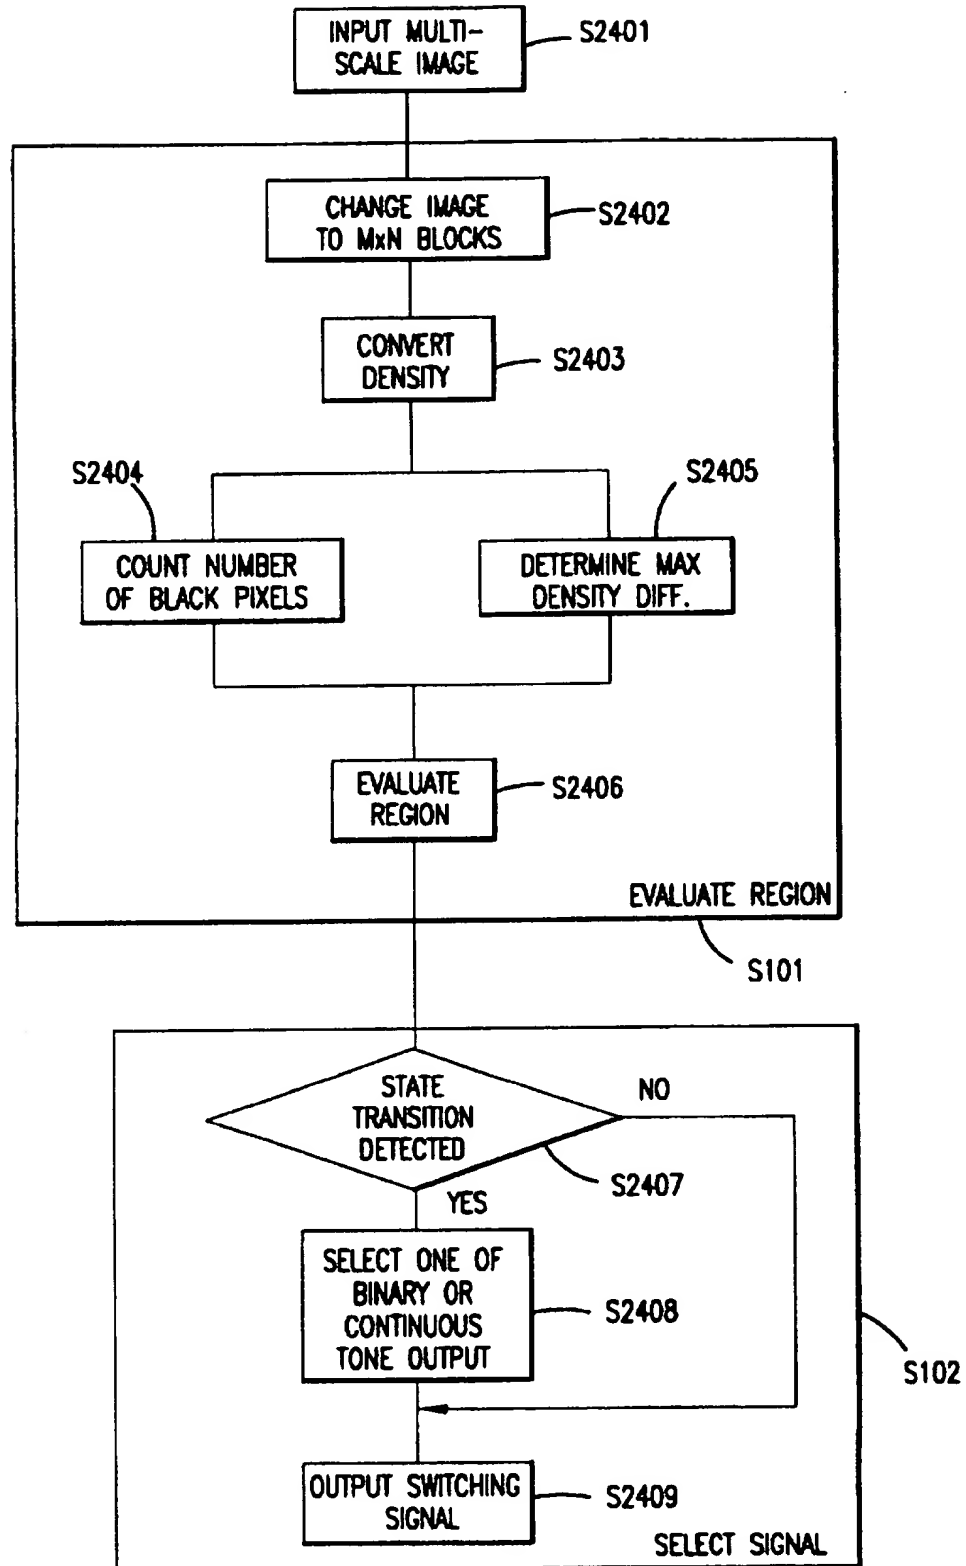 INPUT MULTI-
SCALE IMAGE
S2401
CHANGE IMAGE
TO MxN BLOCKS
S2402
CONVERT
DENSITY
S2403
S2404
S2405
COUNT NUMBER
OF BLACK PIXELS
DETERMINE MAX
DENSITY DIFF.
EVALUATE
REGION
S2406
EVALUATE REGION
S101
STATE
TRANSITION
DETECTED
NO
S2407
YES
SELECT ONE OF
BINARY OR
CONTINUOUS
TONE OUTPUT
S2408
S102
OUTPUT SWITCHING
SIGNAL
S2409
SELECT SIGNAL